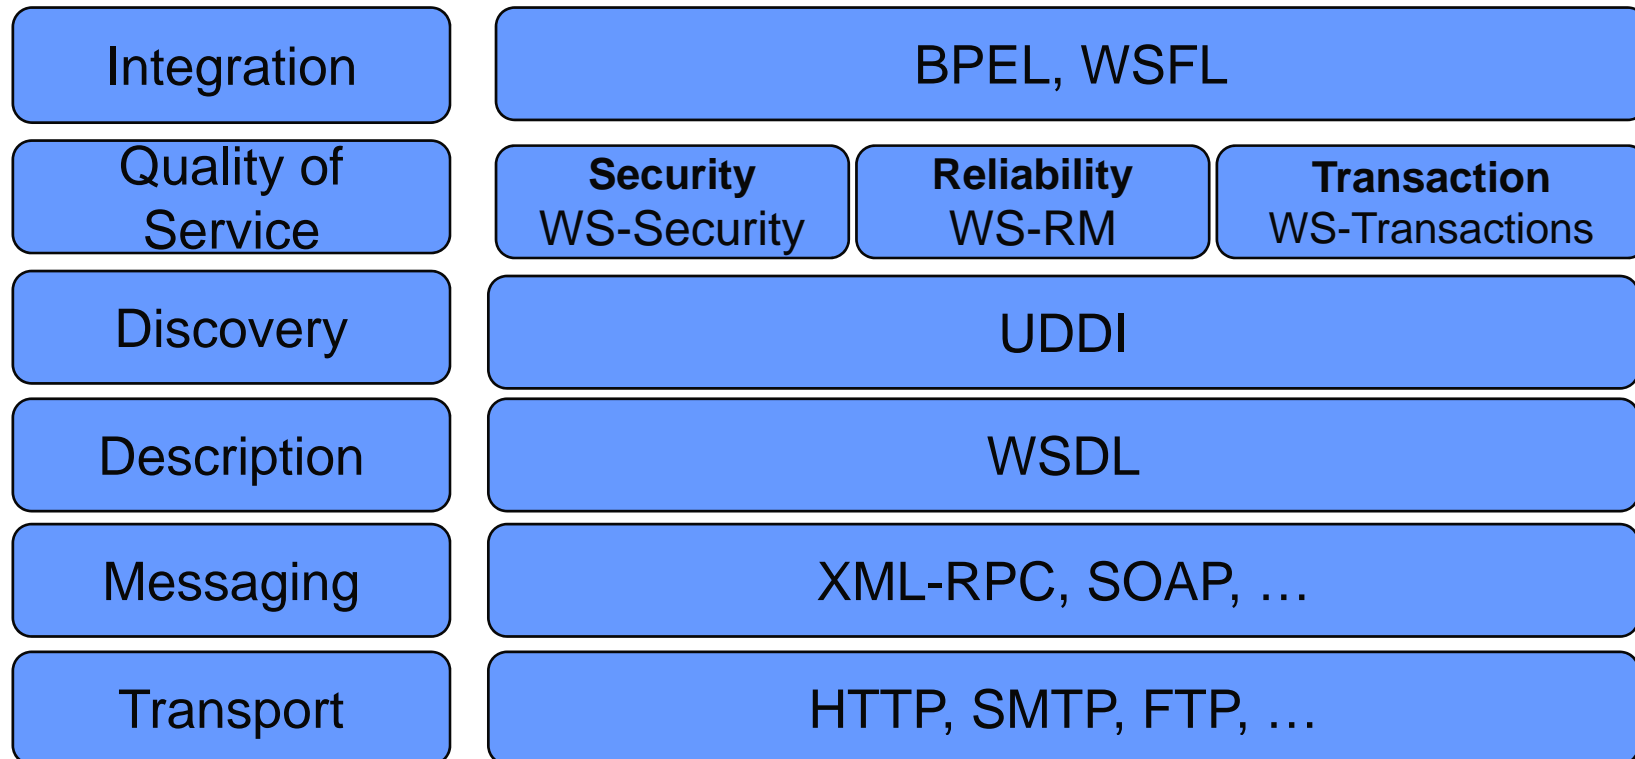 Integration
BPEL, WSFL
Quality of
Service
Security
WS-Security
Reliability
WS-RM
Transaction
WS-Transactions
Discovery
UDDI
Description
WSDL
Messaging
XML-RPC, SOAP, …
Transport
HTTP, SMTP, FTP, …